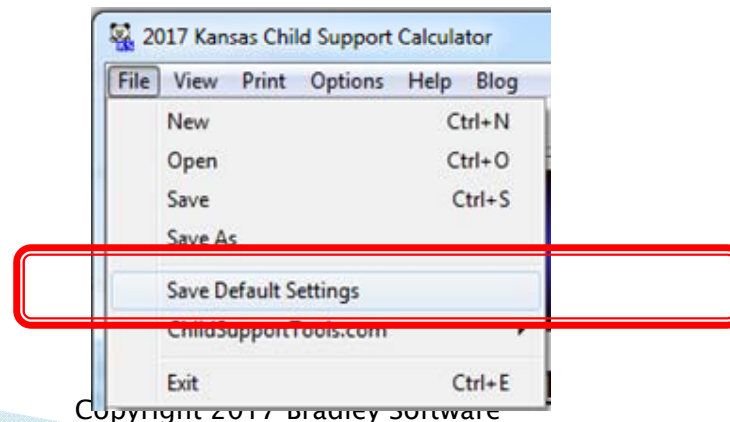 2017 Kansas Child Support Calculator
File View Print Options Help Blog
New Ctrl+N
Open Ctrl+O
Save Ctrl+S
Save As
Save Default Settings
ChildSupportTools.com
Exit Ctrl+E
Copyright 2017 Bradley Software